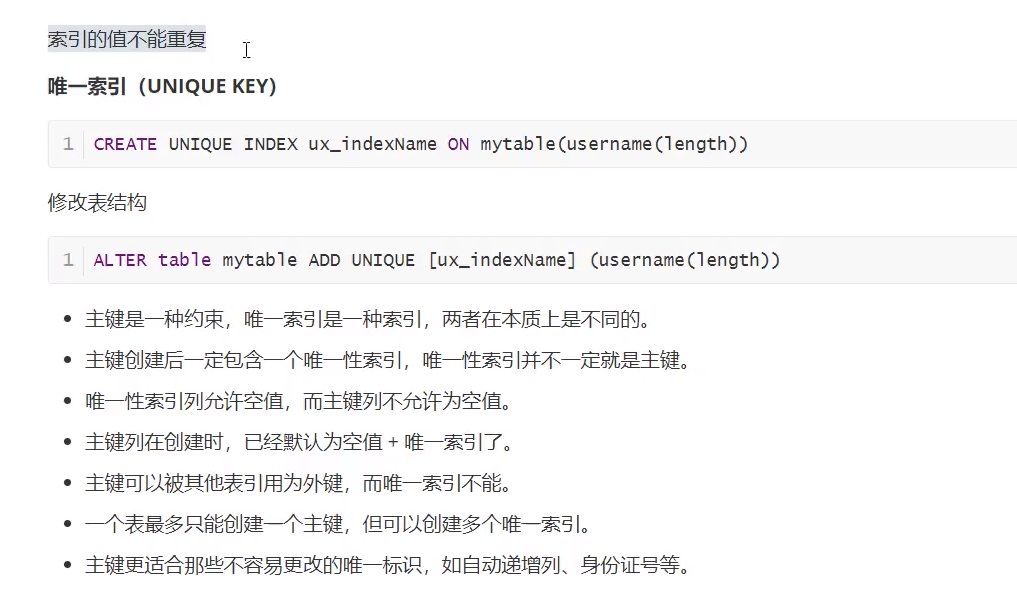 索引的值不能重复
唯一索引（UNIQUE KEY）
1 CREATE UNIQUE INDEX ux_indexName ON mytable(username(length))
修改表结构
1 ALTER table mytable ADD UNIQUE [ux_indexName] (username(length))
• 主键是一种约束，唯一索引是一种索引，两者在本质上是不同的。
• 主键创建后一定包含一个唯一性索引，唯一性索引并不一定就是主键。
• 唯一性索引列允许空值，而主键列不允许为空值。
• 主键列在创建时，已经默认为空值 + 唯一索引了。
• 主键可以被其他表引用为外键，而唯一索引不能。
• 一个表最多只能创建一个主键，但可以创建多个唯一索引。
• 主键更适合那些不容易更改的唯一标识，如自动递增列、身份证号等。